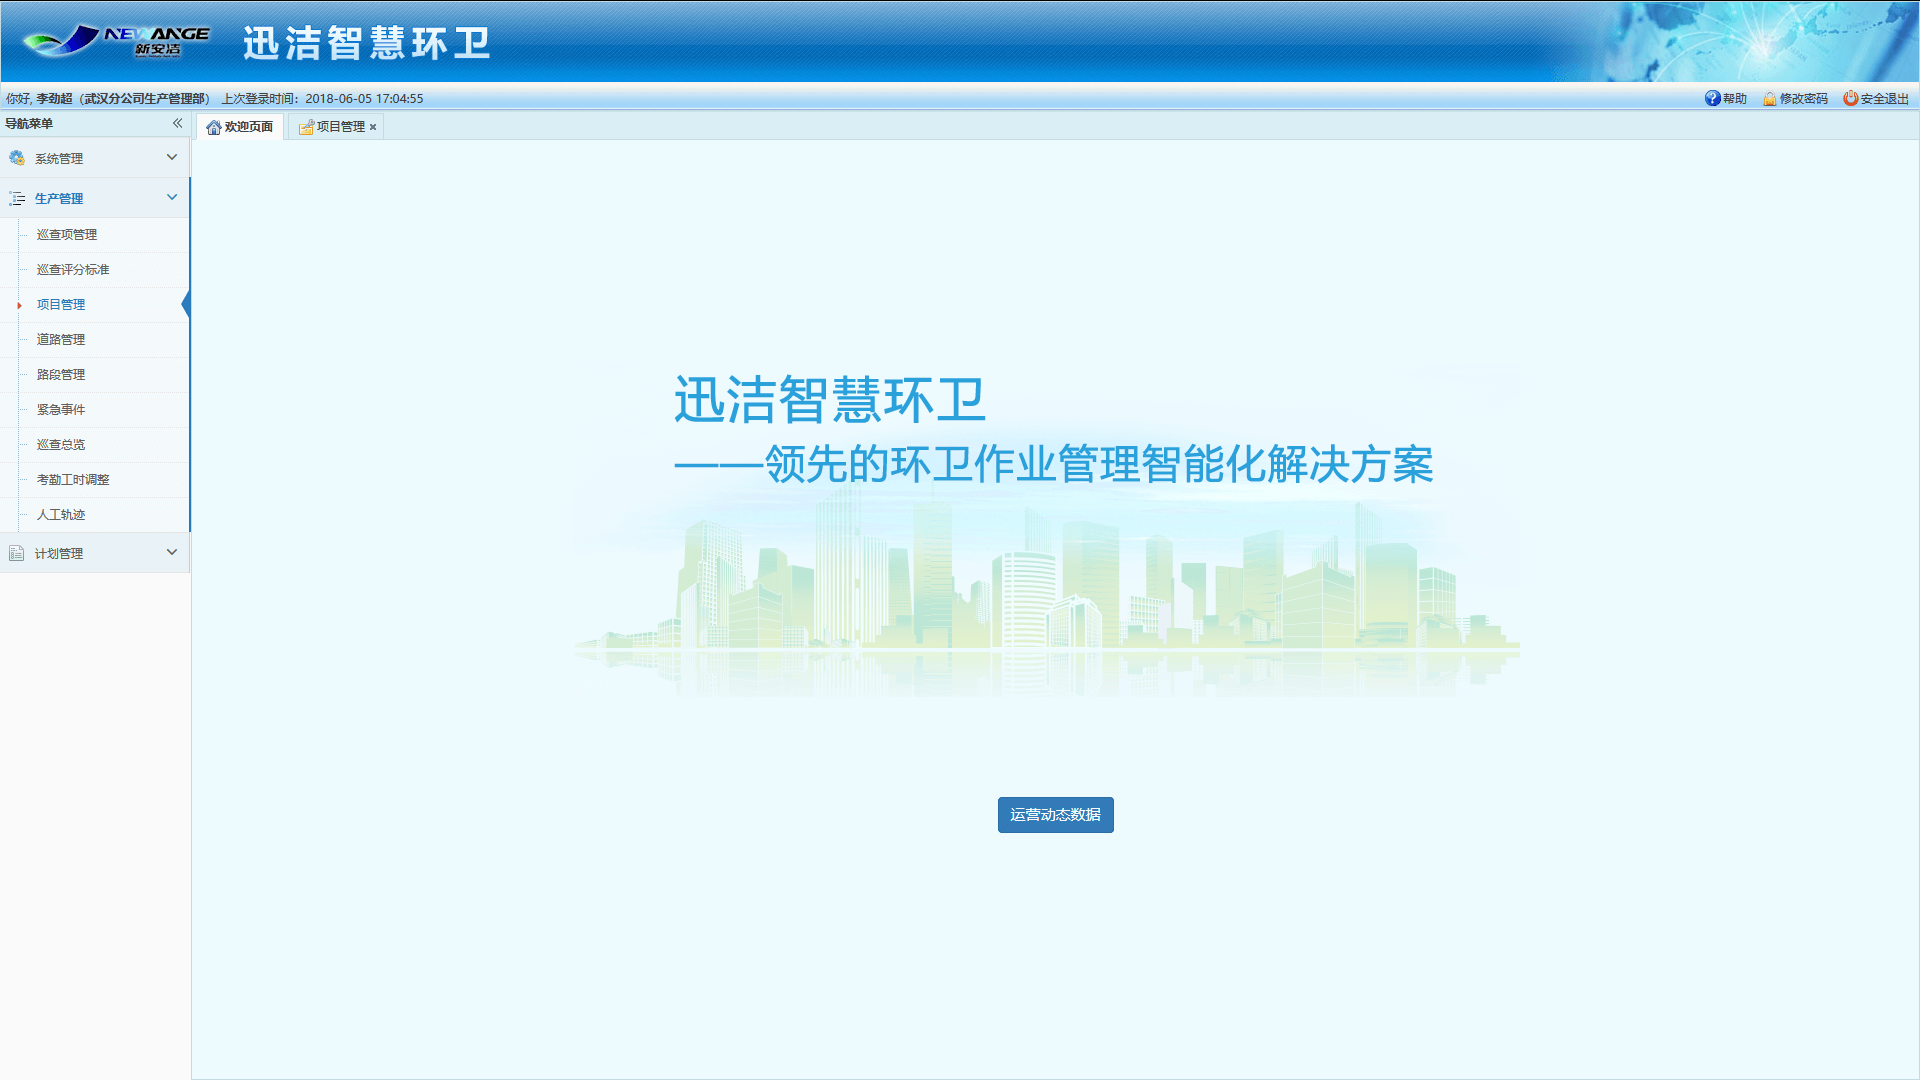 NEWANGE
新安洁
迅洁智慧环卫
你好, 李劲超（武汉分公司生产管理部） 上次登录时间：2018-06-05 17:04:55
帮助 修改密码 安全退出
导航菜单
欢迎页面 项目管理
系统管理
生产管理
巡查项管理
巡查评分标准
项目管理
道路管理
路段管理
紧急事件
巡查总览
考勤工时调整
人工轨迹
计划管理
迅洁智慧环卫
——领先的环卫作业管理智能化解决方案
运营动态数据